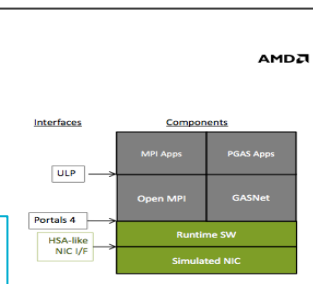 AMD
Interfaces
Components
MPI Apps
PGAS Apps
ULP
Open MPI
GASNet
Portals 4
Runtime SW
HSA-like
NIC I/F
Simulated NIC